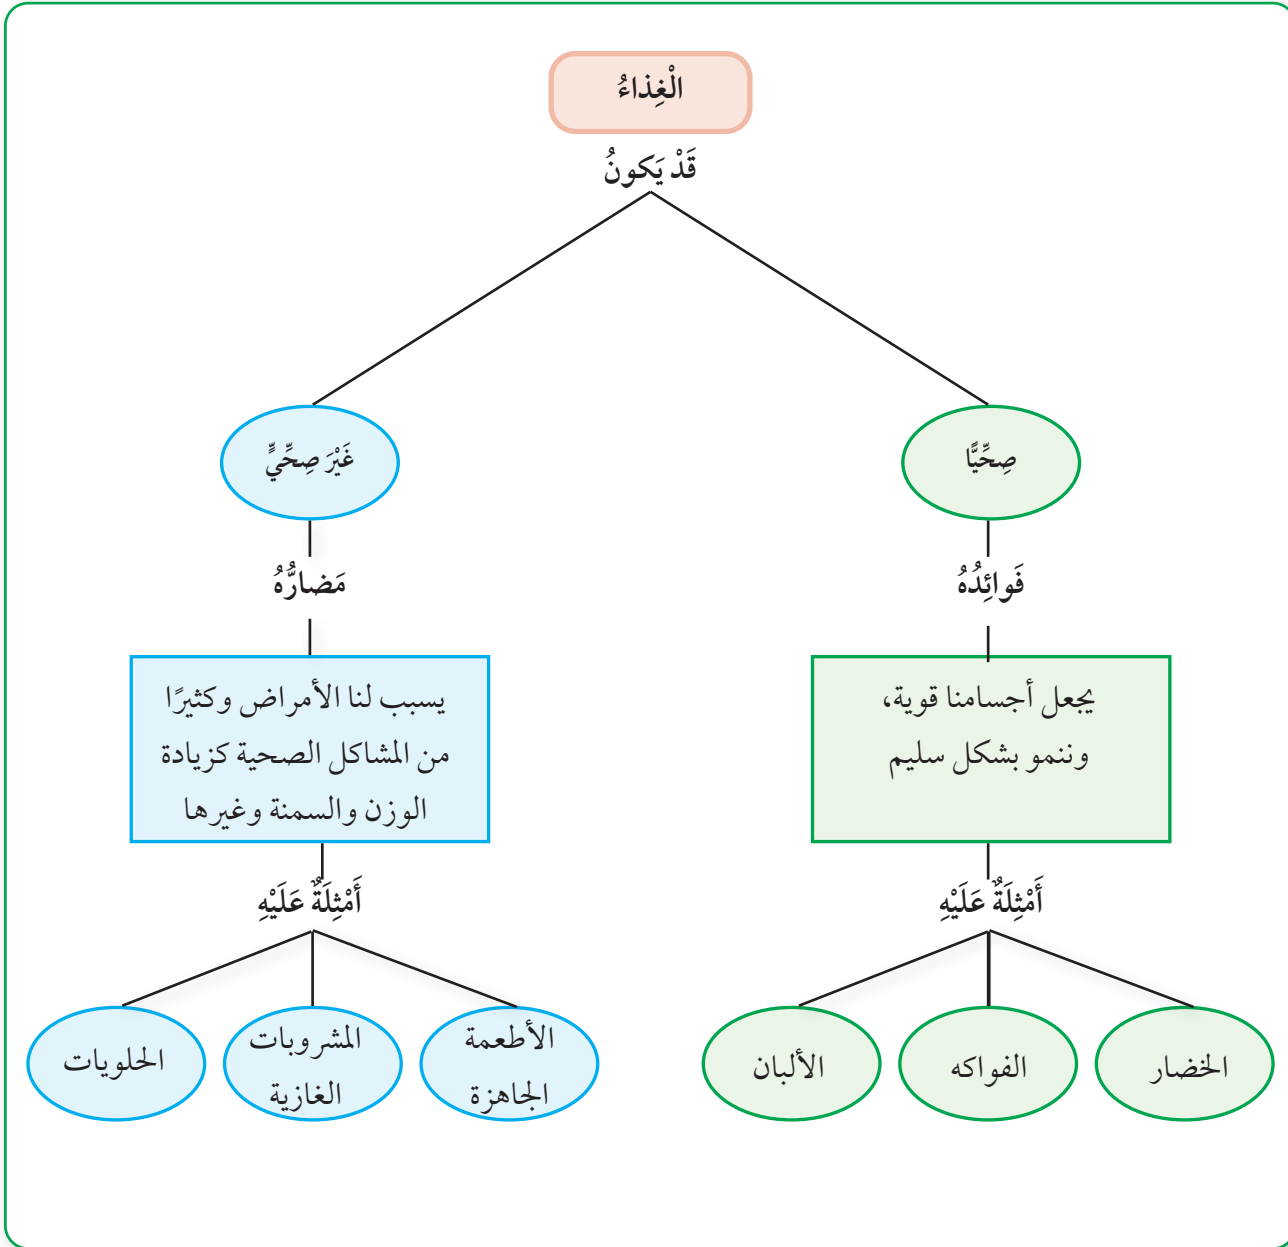 الْغِذاءُ
قَدْ يَكونُ
صِحِّيًّا
فَوائِدُهُ
يجعل أجسامنا قوية،
وننمو بشكل سليم
أَمْثِلَةٌ عَلَيْهِ
الخضار
الفواكه
الألبان
غَيْرَ صِحِّيٍّ
مَضارُّهُ
يسبب لنا الأمراض وكثيرًا
من المشاكل الصحية كزيادة
الوزن والسمنة وغيرها
أَمْثِلَةٌ عَلَيْهِ
الأطعمة
الجاهزة
المشروبات
الغازية
الحلويات